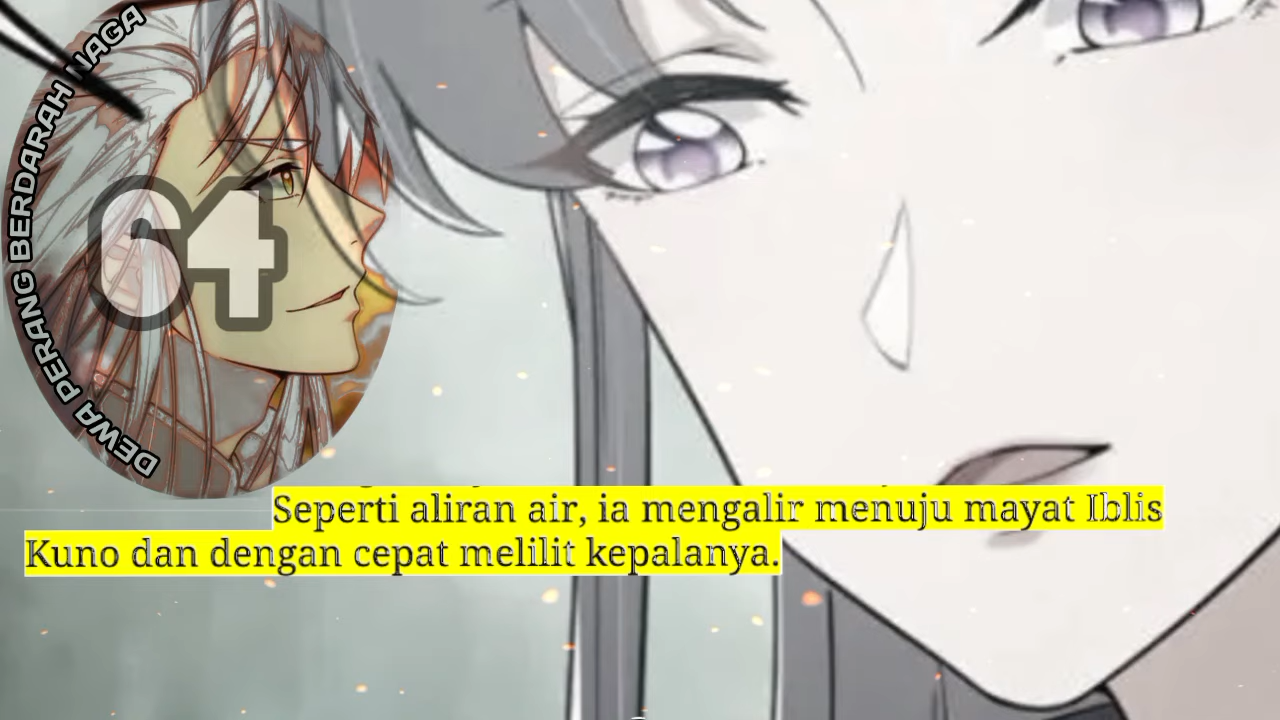 DEWA PERANG BERDARAH NAGA
64
Seperti aliran air, ia mengalir menuju mayat Iblis
Kuno dan dengan cepat melilit kepalanya.